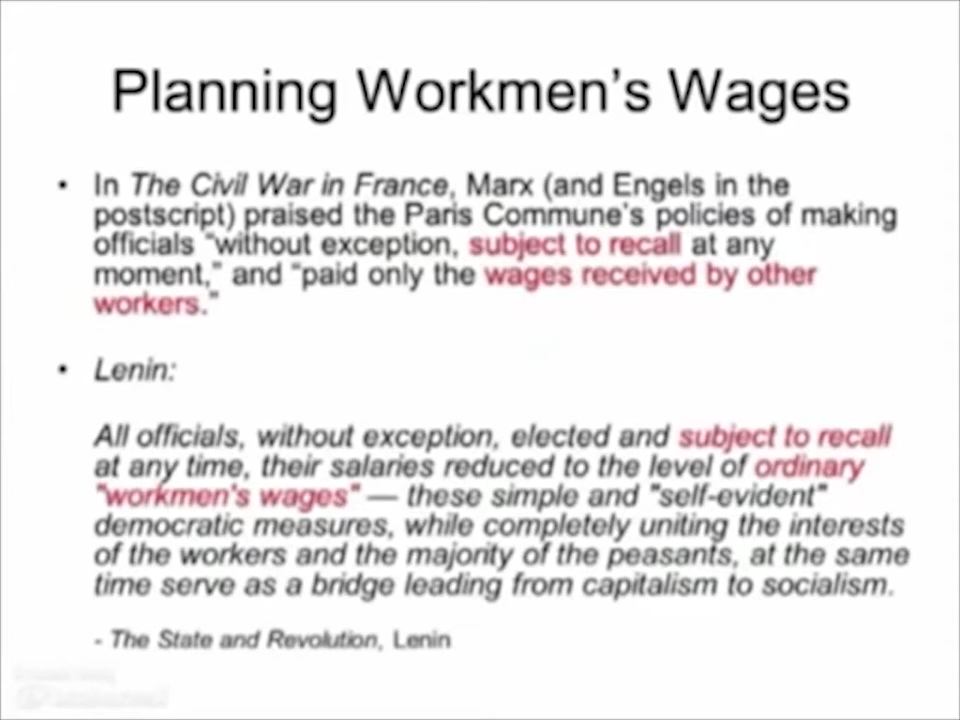 Planning Workmen's Wages
• In The Civil War in France, Marx (and Engels in the
postscript) praised the Paris Commune's policies of making
officials "without exception, subject to recall at any
moment," and "paid only the wages received by other
workers."
• Lenin:
All officials, without exception, elected and subject to recall
at any time, their salaries reduced to the level of ordinary
"workmen's wages" — these simple and "self-evident"
democratic measures, while completely uniting the interests
of the workers and the majority of the peasants, at the same
time serve as a bridge leading from capitalism to socialism.
- The State and Revolution, Lenin